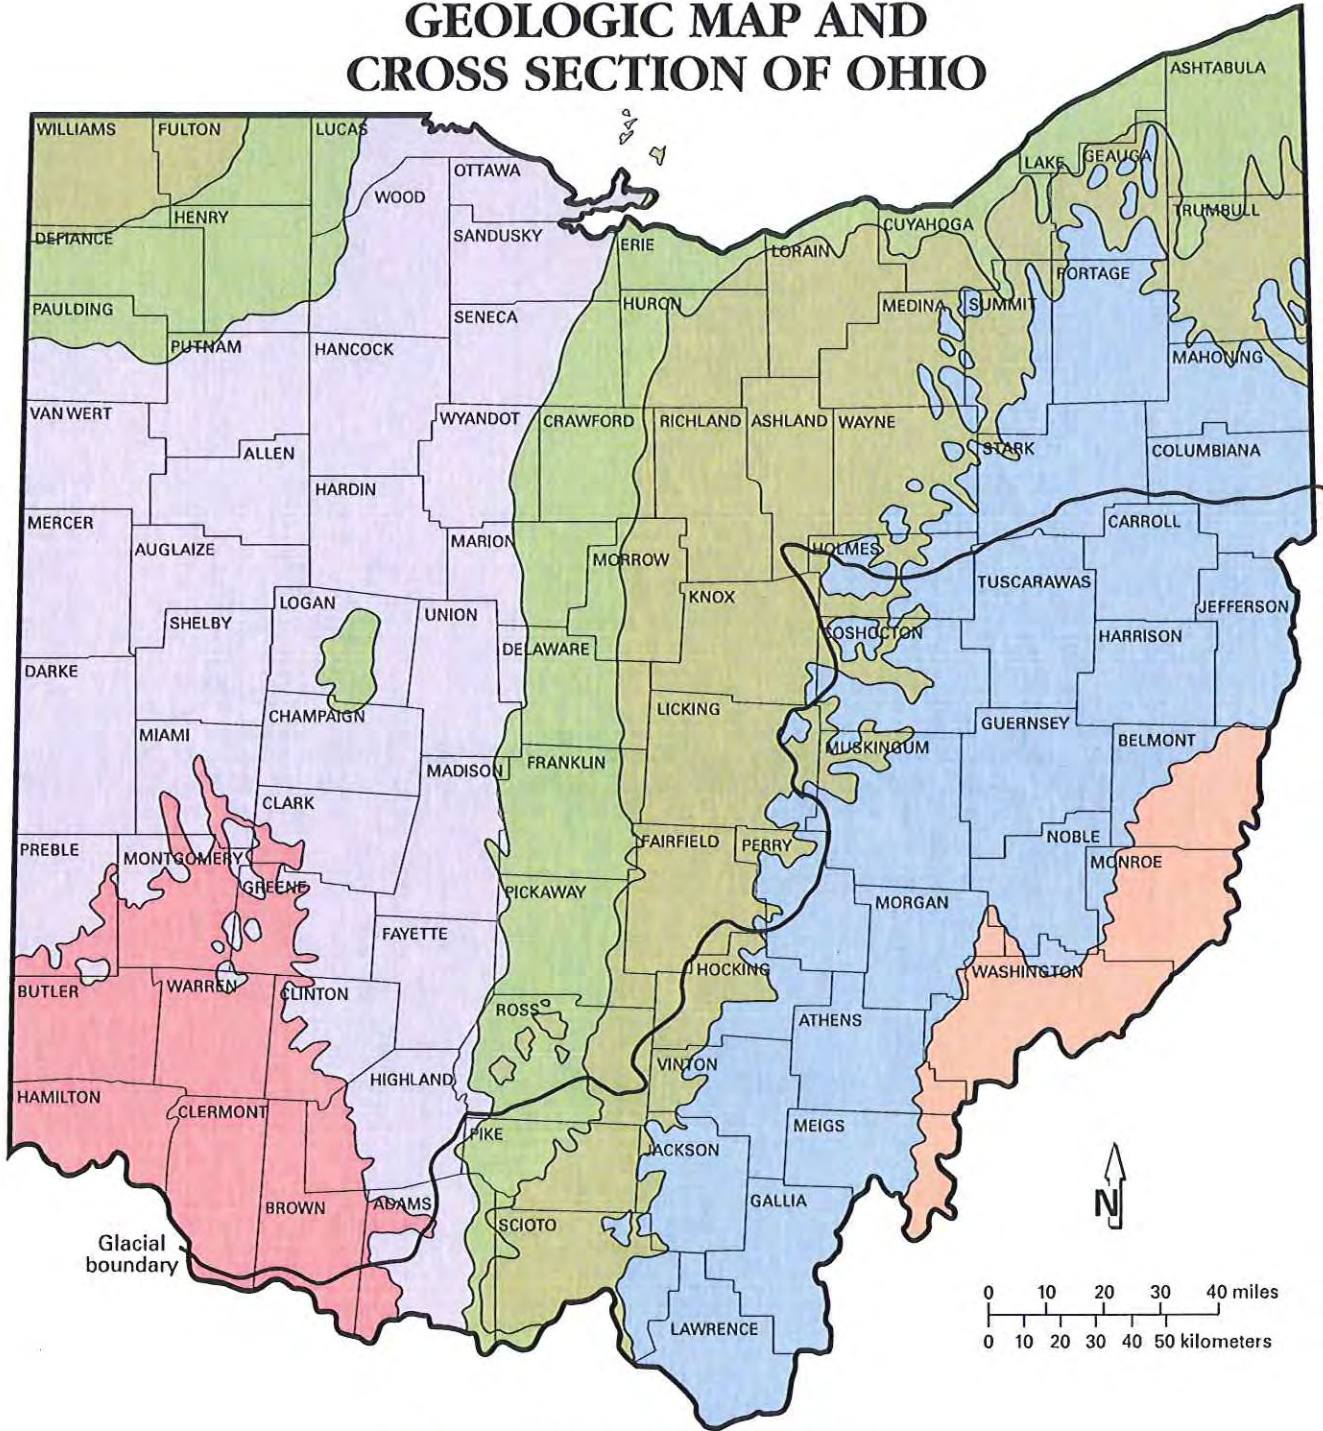 GEOLOGIC MAP AND
CROSS SECTION OF OHIO
ASHTABULA
WILLIAMS
FULTON
LUCAS
LAKE
GEAUGA
OTTAWA
WOOD
HENRY
TRUMBULL
CUYAHOGA
DEFIANCE
SANDUSKY
ERIE
LORAIN
PORTAGE
PAULDING
HURON
MEDINA
SUMMIT
SENECA
PUTNAM
HANCOCK
MAHONING
VAN WERT
WYANDOT
CRAWFORD
RICHLAND
ASHLAND
WAYNE
ALLEN
STARK
COLUMBIANA
HARDIN
MERCER
CARROLL
AUGLAIZE
MARION
HOLMES
MORROW
TUSCARAWAS
KNOX
LOGAN
UNION
JEFFERSON
SHELBY
COSHOCTON
HARRISON
DELAWARE
DARKE
LICKING
CHAMPAIGN
GUERNSEY
MIAMI
BELMONT
MUSKINGUM
FRANKLIN
MADISON
CLARK
NOBLE
FAIRFIELD
PERRY
PREBLE
MONTGOMERY
MONROE
GREENE
PICKAWAY
MORGAN
FAYETTE
HOCKING
WASHINGTON
WARREN
BUTLER
CLINTON
ROSS
ATHENS
VINTON
HIGHLAND
HAMILTON
CLERMONT
MEIGS
PIKE
JACKSON
GALLIA
ADAMS
BROWN
N
SCIOTO
Glacial
boundary
0 10 20 30 40 miles
LAWRENCE
0 10 20 30 40 50 kilometers